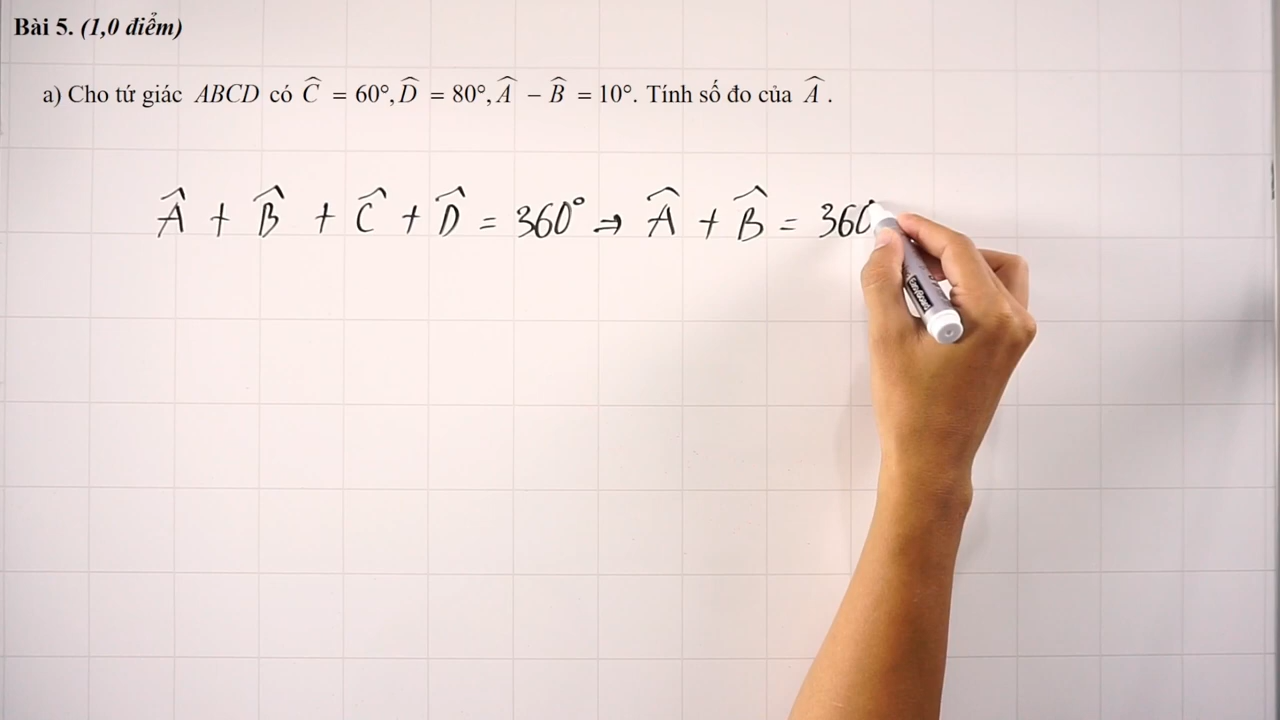 Bài 5. (1,0 điểm)
a) Cho tứ giác ABCD có Ĉ = 60°, D̂ = 80°, Â − B̂ = 10°. Tính số đo của Â.
Â + B̂ + Ĉ + D̂ = 360° ⇒ Â + B̂ = 360